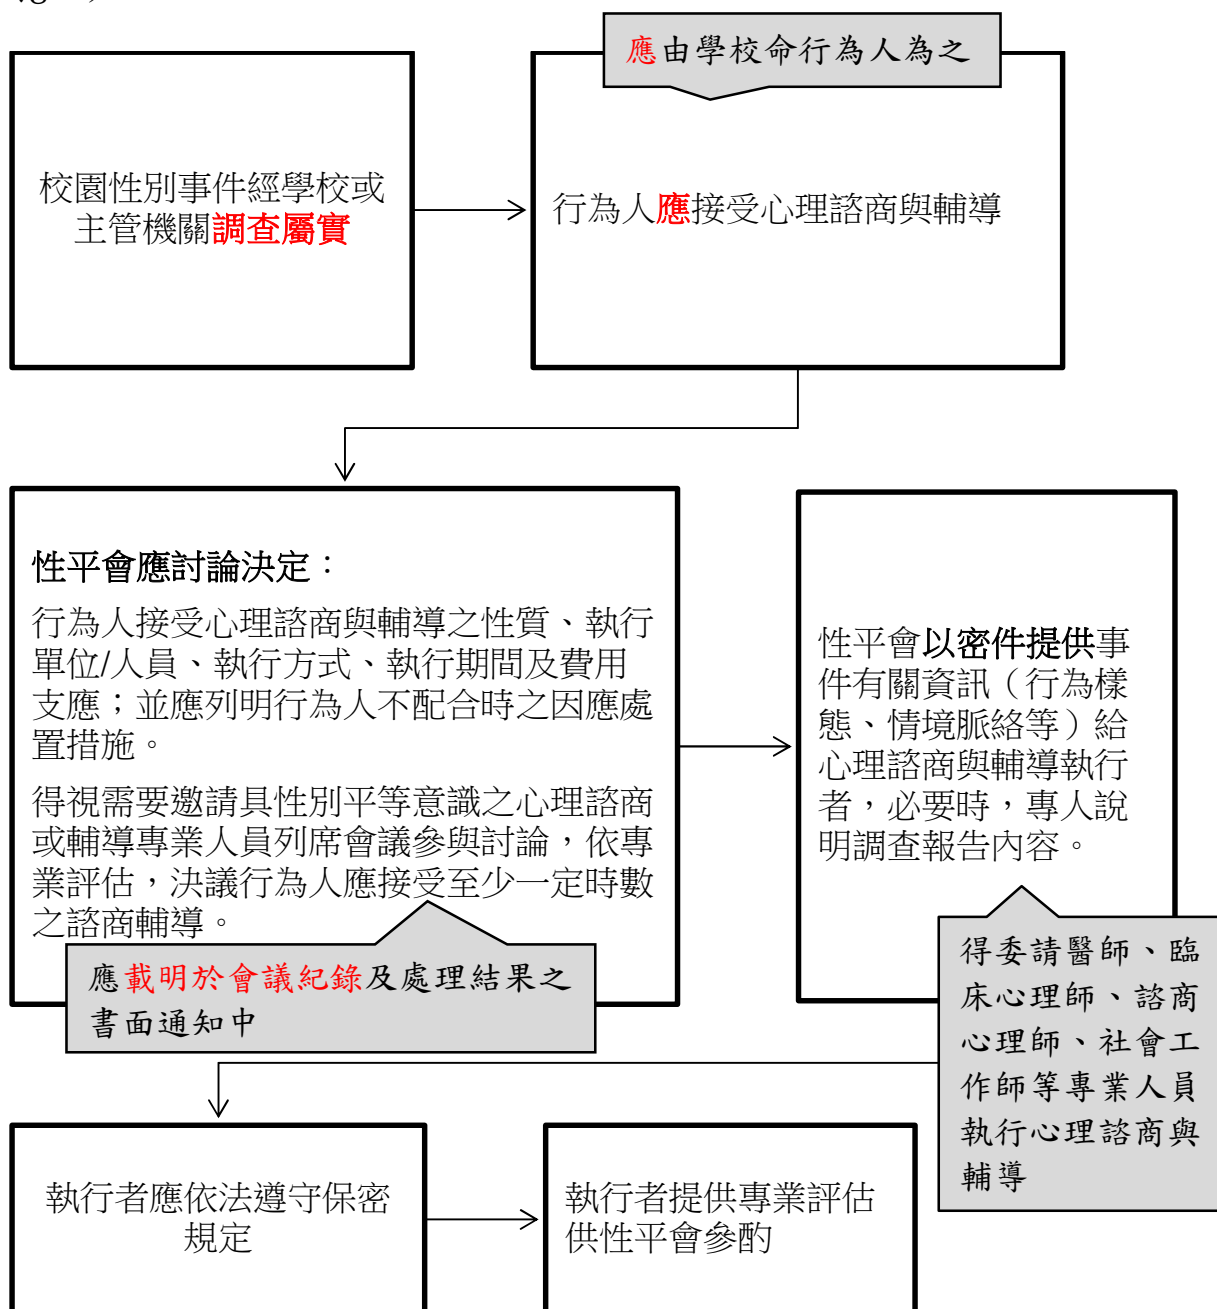 應由學校命行為人為之
校園性別事件經學校或
主管機關調查屬實
行為人應接受心理諮商與輔導
性平會應討論決定：
行為人接受心理諮商與輔導之性質、執行
單位/人員、執行方式、執行期間及費用
支應；並應列明行為人不配合時之因應處
置措施。
得視需要邀請具性別平等意識之心理諮商
或輔導專業人員列席會議參與討論，依專
業評估，決議行為人應接受至少一定時數
之諮商輔導。
應載明於會議紀錄及處理結果之
書面通知中
性平會以密件提供事
件有關資訊（行為樣
態、情境脈絡等）給
心理諮商與輔導執行
者，必要時，專人說
明調查報告內容。
得委請醫師、臨
床心理師、諮商
心理師、社會工
作師等專業人員
執行心理諮商與
輔導
執行者應依法遵守保密
規定
執行者提供專業評估
供性平會參酌